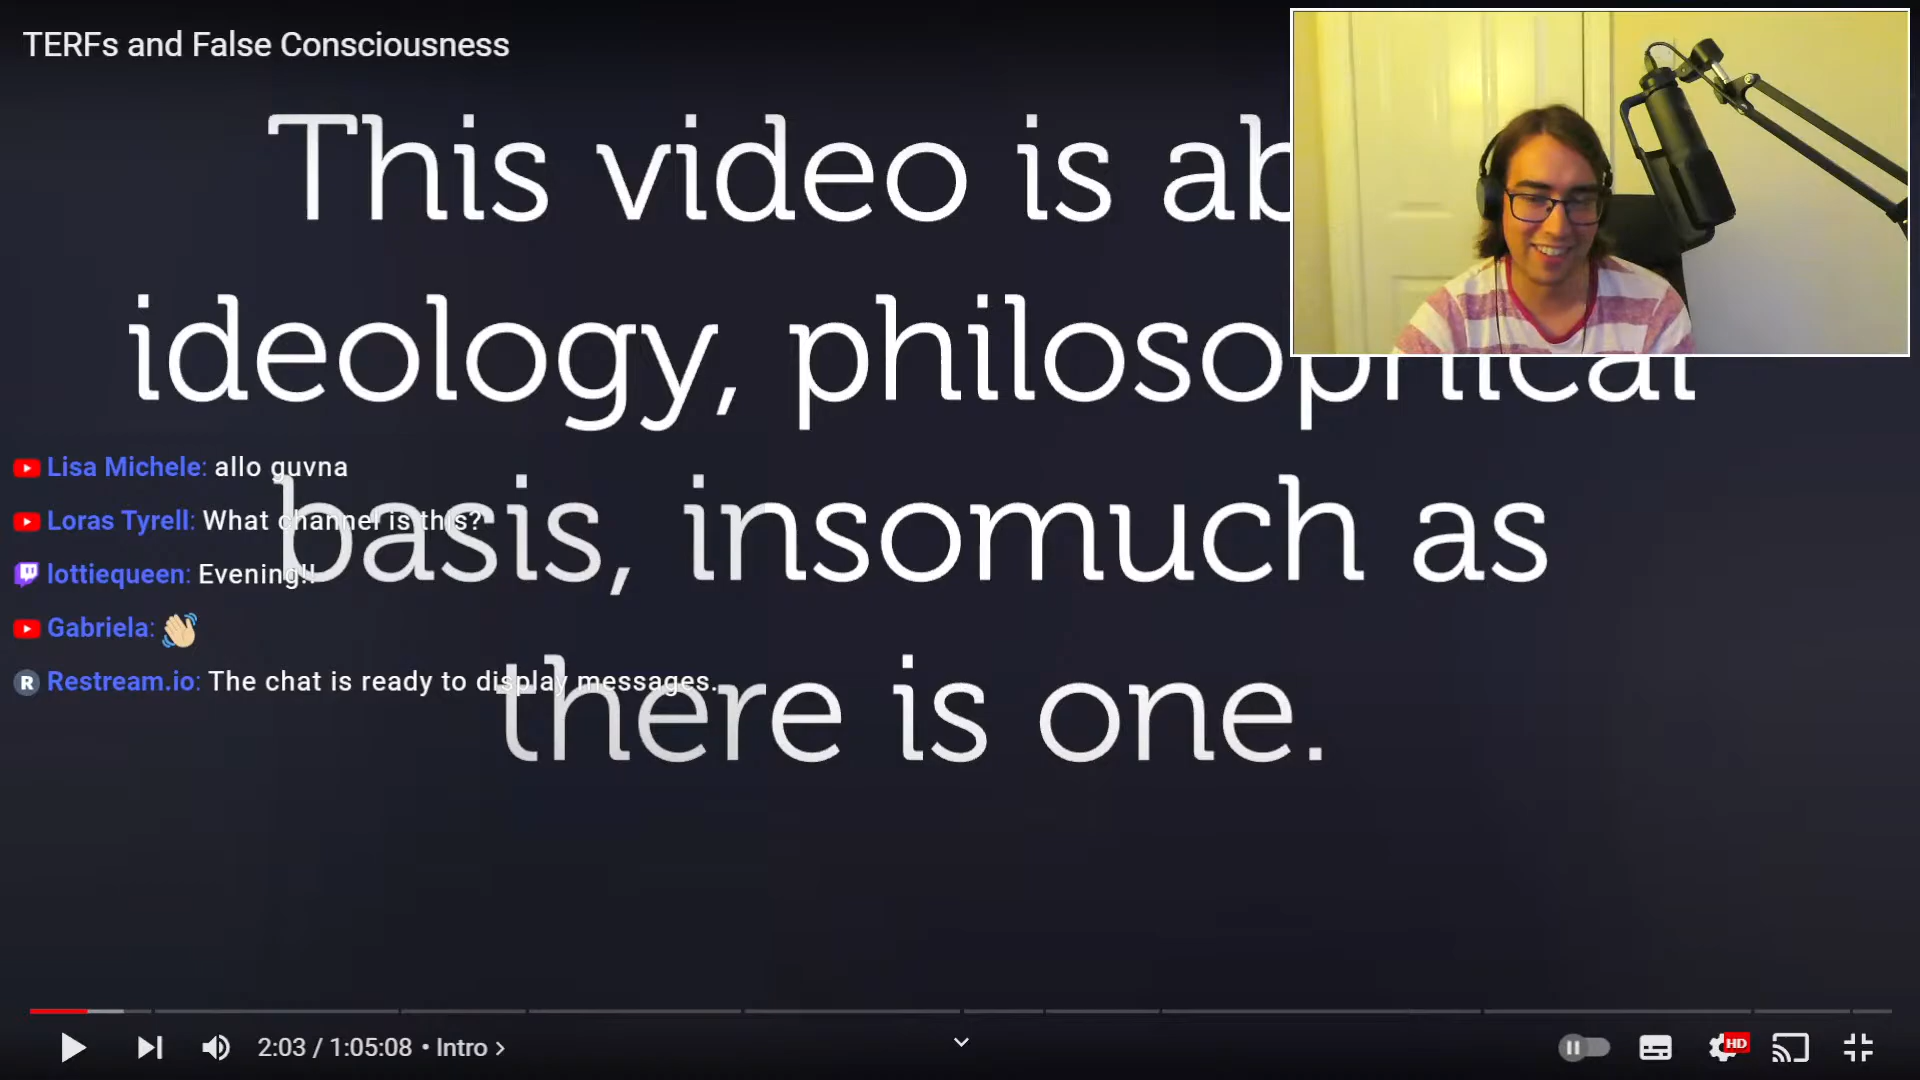 TERFs and False Consciousness
This video is ab
ideology, philosophical
basis, insomuch as
there is one.
Lisa Michele: allo guvna
Loras Tyrell: What channel is this?
lottiequeen: Evening!!
Gabriela: 👋🏼
R Restream.io: The chat is ready to display messages.
2:03 / 1:05:08 • Intro >
HD